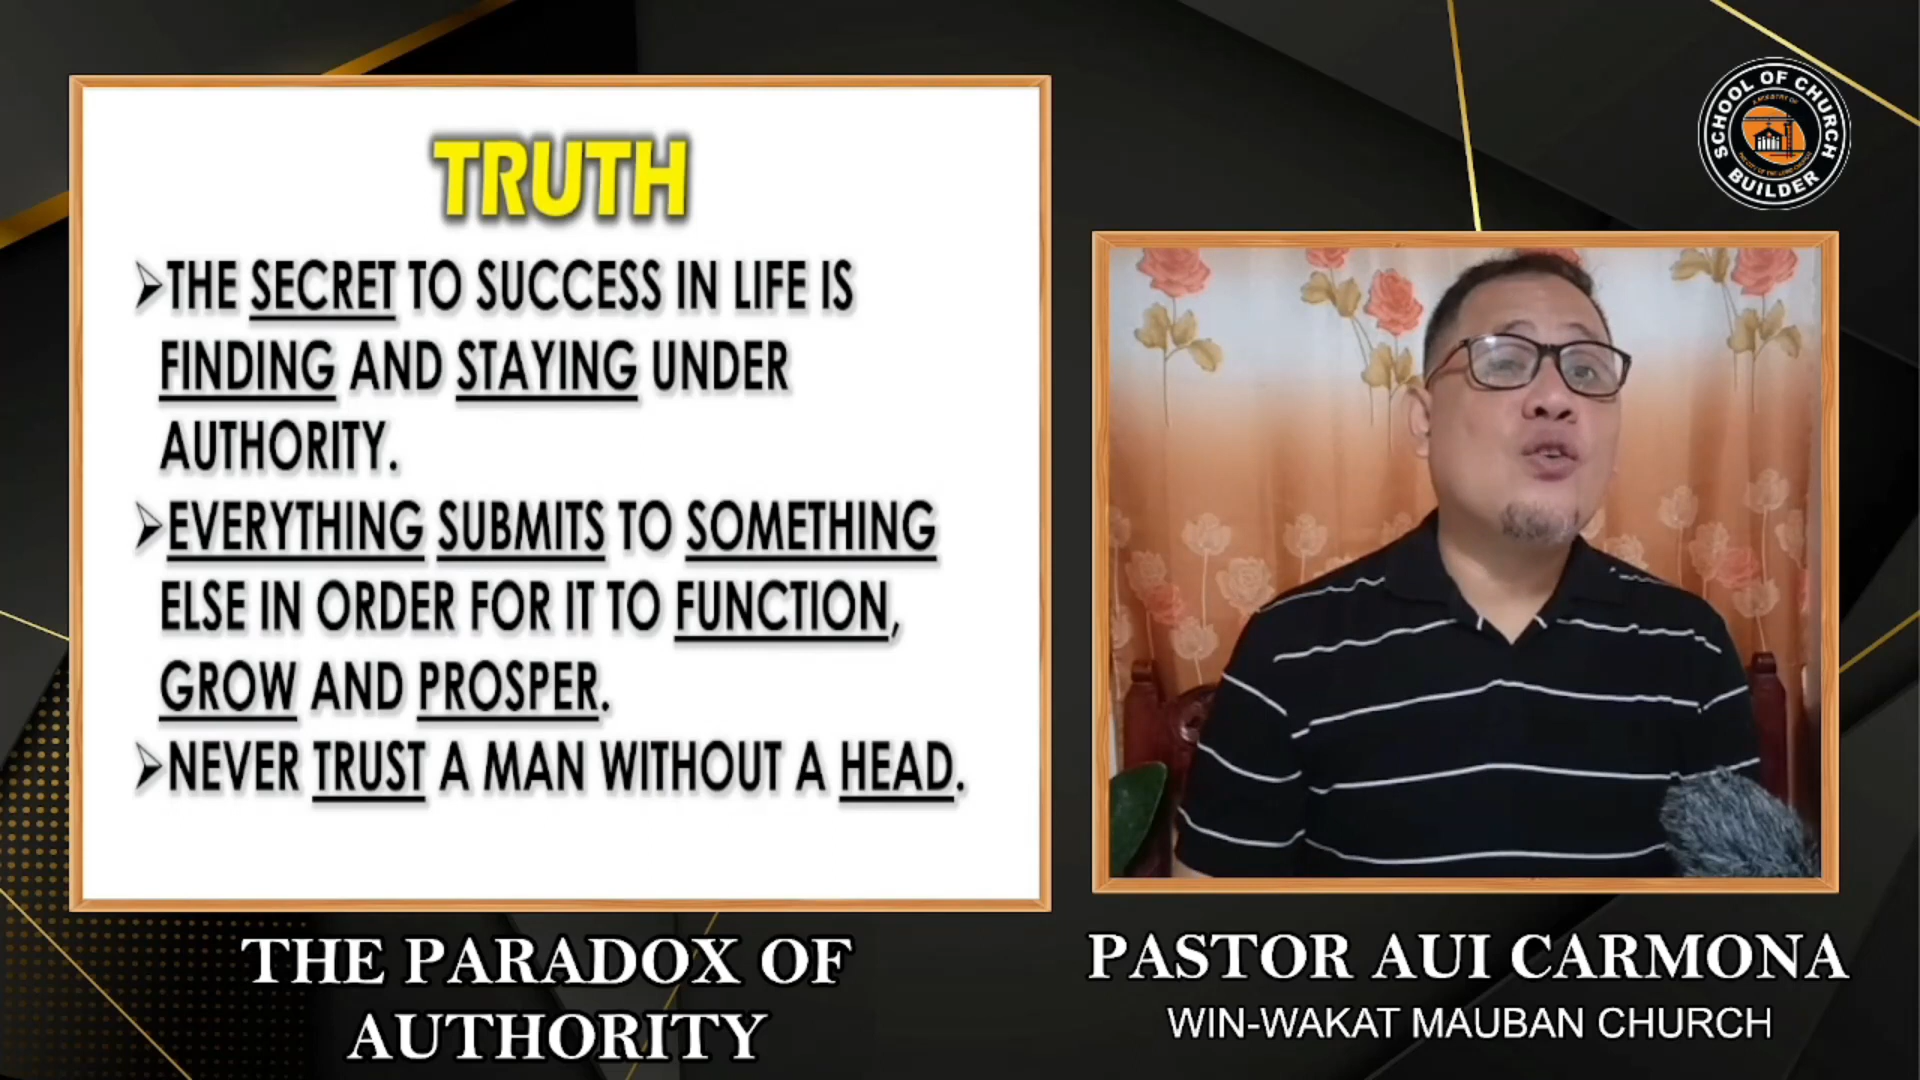 TRUTH
➢THE SECRET TO SUCCESS IN LIFE IS
FINDING AND STAYING UNDER
AUTHORITY.
➢EVERYTHING SUBMITS TO SOMETHING
ELSE IN ORDER FOR IT TO FUNCTION,
GROW AND PROSPER.
➢NEVER TRUST A MAN WITHOUT A HEAD.
THE PARADOX OF
AUTHORITY
SCHOOL OF CHURCH
BUILDER
PASTOR AUI CARMONA
WIN-WAKAT MAUBAN CHURCH